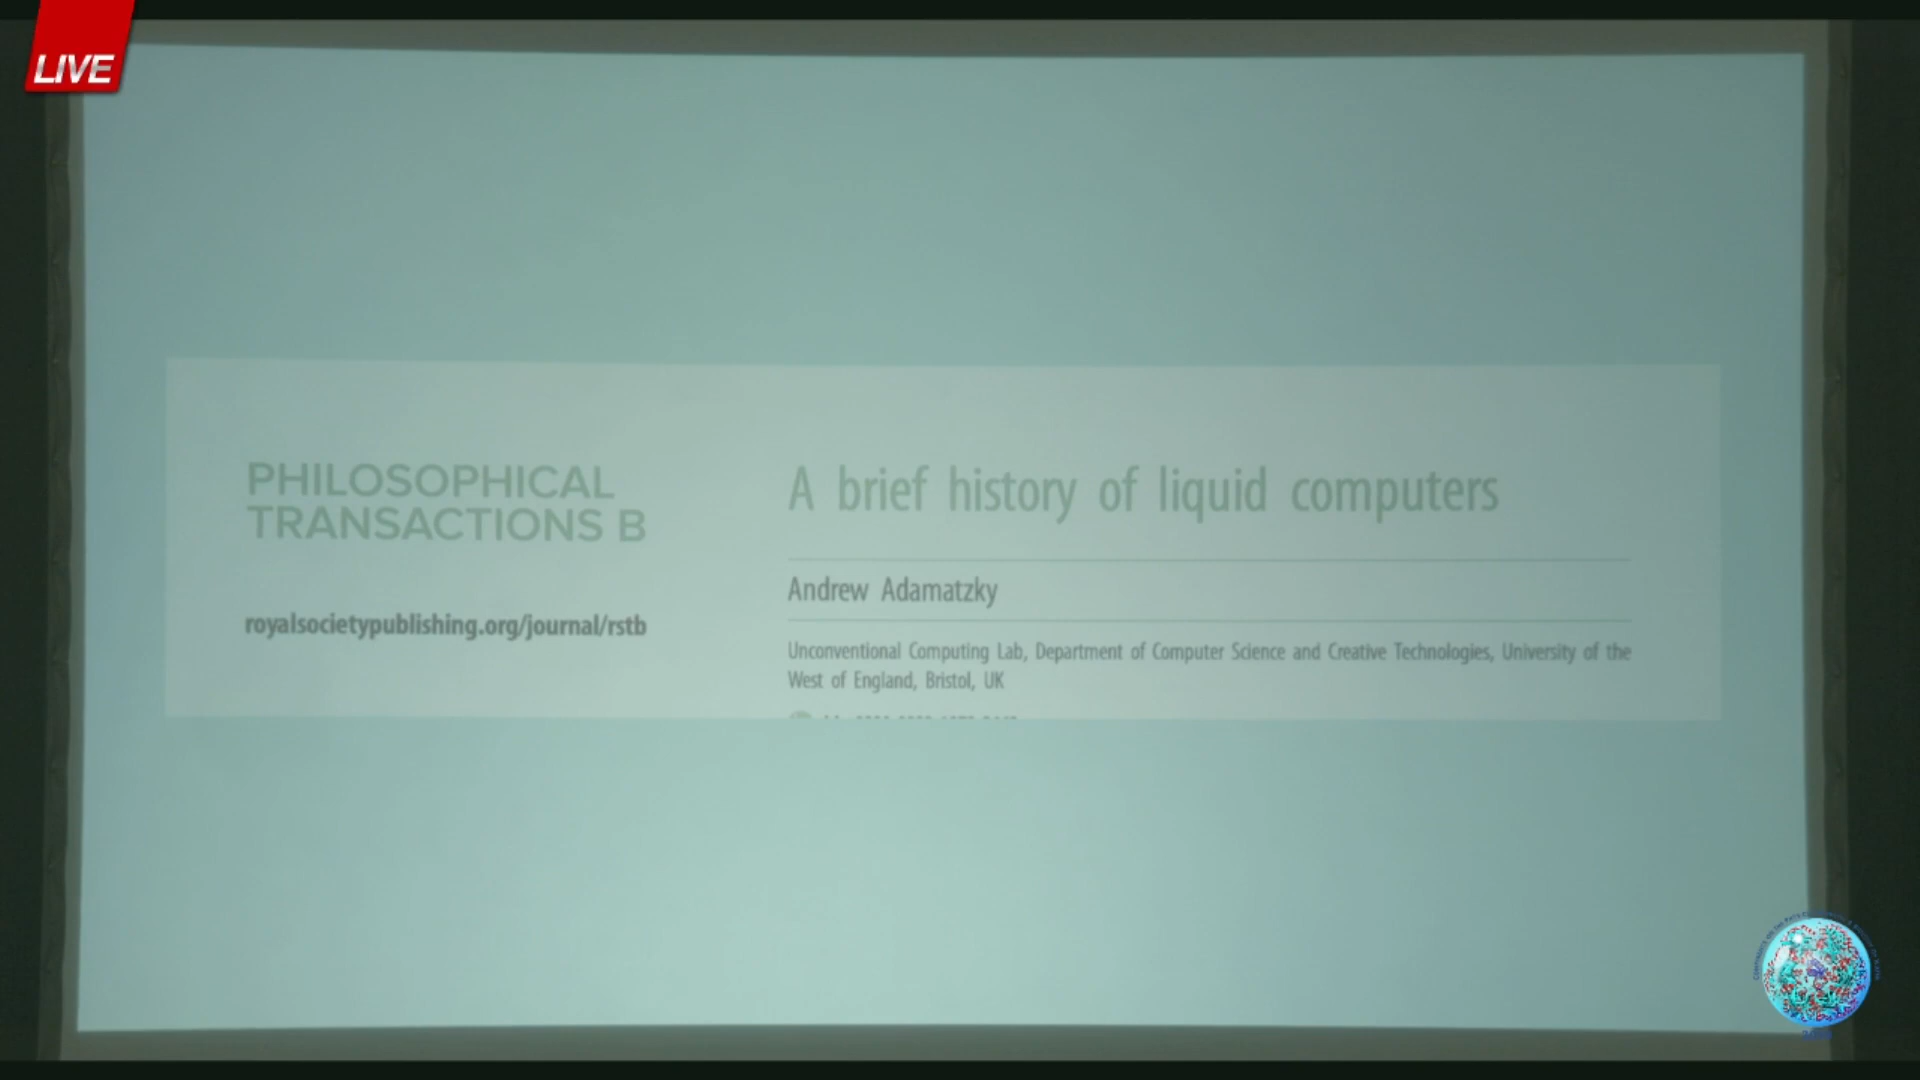 LIVE
PHILOSOPHICAL
TRANSACTIONS B
royalsocietypublishing.org/journal/rstb
A brief history of liquid computers
Andrew Adamatzky
Unconventional Computing Lab, Department of Computer Science and Creative Technologies, University of the
West of England, Bristol, UK